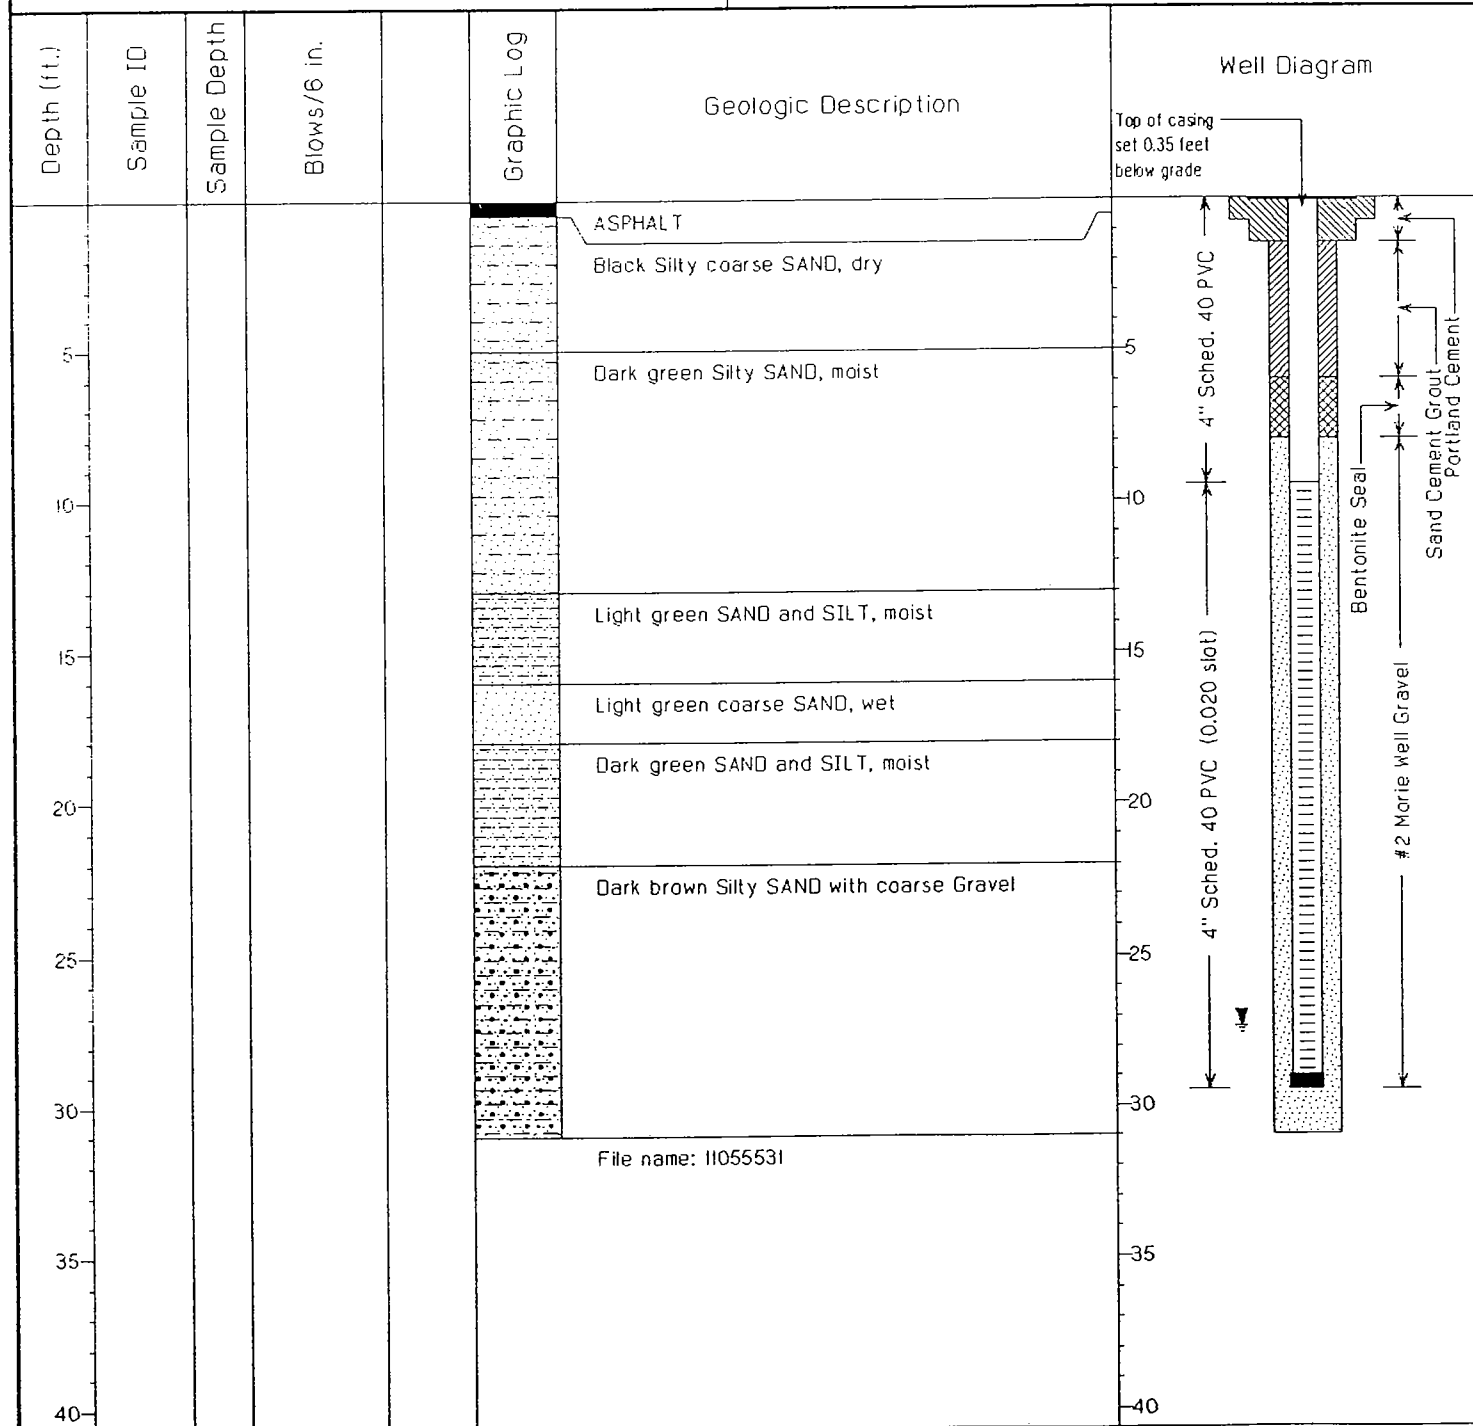 Depth (ft.)
Sample ID
Sample Depth
Blows/6 in.
Graphic Log
Geologic Description
Well Diagram
Top of casing
set 0.35 feet
below grade
ASPHALT
Black Silty coarse SAND, dry
Dark green Silty SAND, moist
Light green SAND and SILT, moist
Light green coarse SAND, wet
Dark green SAND and SILT, moist
Dark brown Silty SAND with coarse Gravel
File name: 11055531
5
10
15
20
25
30
35
40
5
10
15
20
25
30
35
40
4" Sched. 40 PVC
4" Sched. 40 PVC (0.020 slot)
Bentonite Seal
#2 Morie Well Gravel
Sand Cement Grout
Portland Cement